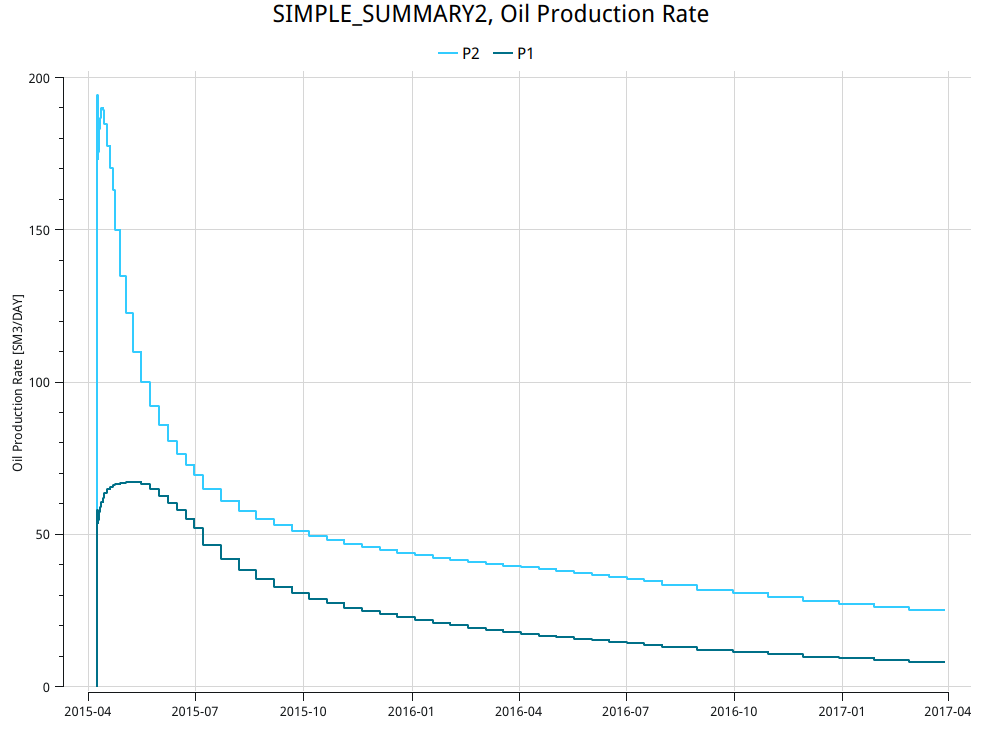 SIMPLE_SUMMARY2, Oil Production Rate
P2 P1
Oil Production Rate [SM3/DAY]
200
150
100
50
0
2015-04 2015-07 2015-10 2016-01 2016-04 2016-07 2016-10 2017-01 2017-04